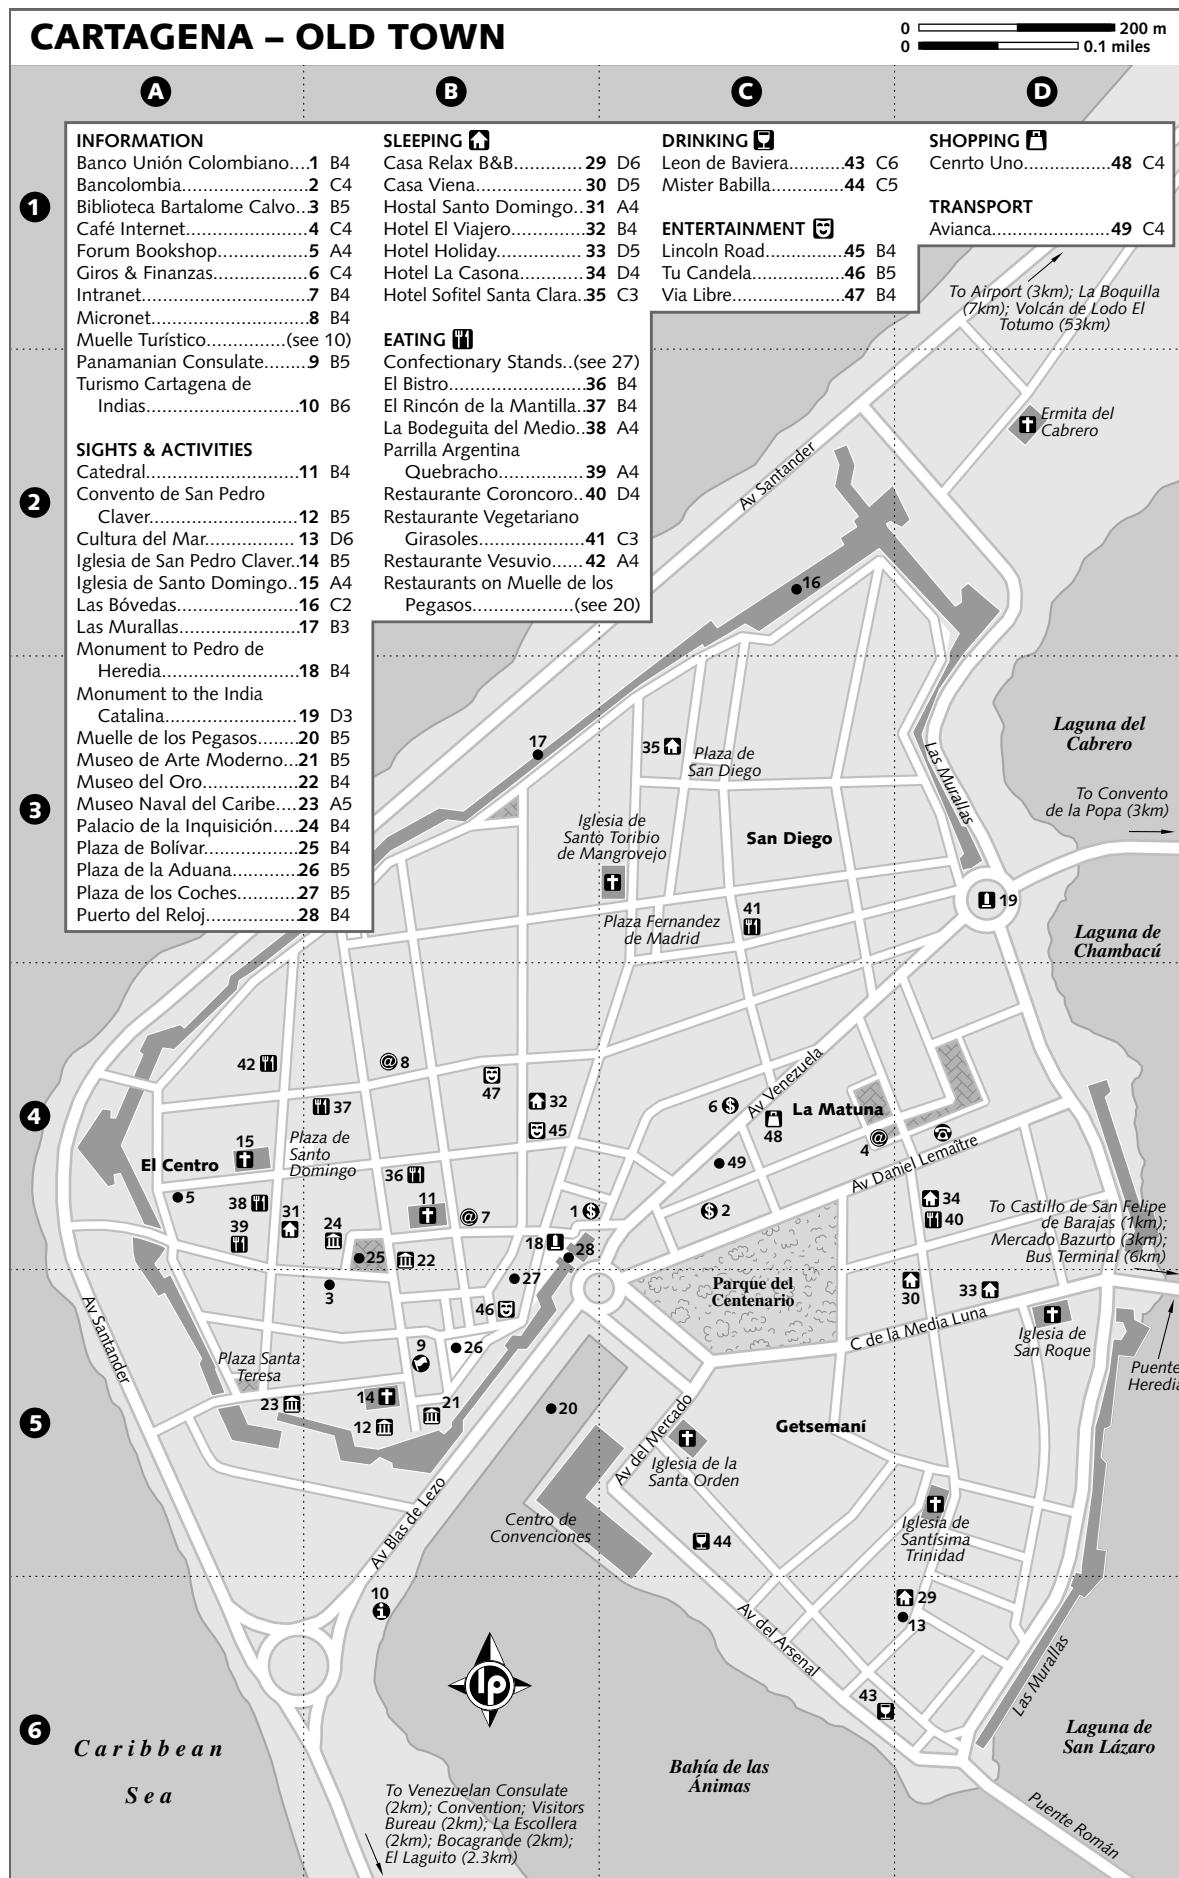 CARTAGENA – OLD TOWN
0 200 m
0 0.1 miles
A
B
C
D
INFORMATION
Banco Unión Colombiano....1 B4
Bancolombia......................2 C4
Biblioteca Bartalome Calvo..3 B5
Café Internet......................4 C4
Forum Bookshop................5 A4
Giros & Finanzas.................6 C4
Intranet..............................7 B4
Micronet............................8 B4
Muelle Turístico............(see 10)
Panamanian Consulate........9 B5
Turismo Cartagena de
Indias............................10 B6
SIGHTS & ACTIVITIES
Catedral............................11 B4
Convento de San Pedro
Claver............................12 B5
Cultura del Mar................. 13 D6
Iglesia de San Pedro Claver..14 B5
Iglesia de Santo Domingo..15 A4
Las Bóvedas......................16 C2
Las Murallas......................17 B3
Monument to Pedro de
Heredia.........................18 B4
Monument to the India
Catalina.........................19 D3
Muelle de los Pegasos.......20 B5
Museo de Arte Moderno...21 B5
Museo del Oro..................22 B4
Museo Naval del Caribe....23 A5
Palacio de la Inquisición.....24 B4
Plaza de Bolívar.................25 B4
Plaza de la Aduana............26 B5
Plaza de los Coches...........27 B5
Puerto del Reloj.................28 B4
SLEEPING
Casa Relax B&B.............29 D6
Casa Viena....................30 D5
Hostal Santo Domingo..31 A4
Hotel El Viajero.............32 B4
Hotel Holiday................33 D5
Hotel La Casona............34 D4
Hotel Sofitel Santa Clara..35 C3
EATING
Confectionary Stands..(see 27)
El Bistro........................36 B4
El Rincón de la Mantilla..37 B4
La Bodeguita del Medio..38 A4
Parrilla Argentina
Quebracho.................39 A4
Restaurante Coroncoro..40 D4
Restaurante Vegetariano
Girasoles....................41 C3
Restaurante Vesuvio......42 A4
Restaurants on Muelle de los
Pegasos..................(see 20)
DRINKING
Leon de Baviera.............43 C6
Mister Babilla................44 C5
ENTERTAINMENT
Lincoln Road.................45 B4
Tu Candela...................46 B5
Via Libre.......................47 B4
SHOPPING
Cenrto Uno..................48 C4
TRANSPORT
Avianca........................49 C4
1
To Airport (3km); La Boquilla
(7km); Volcán de Lodo El
Totumo (53km)
Ermita del
Cabrero
Av Santander
2
16
17
35
Plaza de
San Diego
Laguna del
Cabrero
Las Murallas
To Convento
de la Popa (3km)
3
Iglesia de
Santo Toribio
de Mangrovejo
San Diego
19
41
Plaza Fernandez
de Madrid
Laguna de
Chambacú
42
8
47
32
37
45
6
Av Venezuela
La Matuna
48
4
4
15
Plaza de
Santo
Domingo
El Centro
49
Av Daniel Lemaître
36
5
38
31
11
7
1
2
34
40
39
24
18
28
25
22
To Castillo de San Felipe
de Barajas (1km);
Mercado Bazurto (3km);
Bus Terminal (6km)
3
27
Parque del
Centenario
30
33
Av Santander
46
C de la Media Luna
Iglesia de
San Roque
9
26
Plaza Santa
Teresa
Puente
Heredia
5
23
14
21
12
20
Av del Mercado
Getsemaní
Iglesia de la
Santa Orden
Av Blas de Lezo
Centro de
Convenciones
44
Iglesia de
Santísima
Trinidad
10
29
13
Av del Arsenal
lp
Las Murallas
43
6
Caribbean
Sea
Laguna de
San Lázaro
Bahía de las
Ánimas
To Venezuelan Consulate
(2km); Convention; Visitors
Bureau (2km); La Escollera
(2km); Bocagrande (2km);
El Laguito (2.3km)
Puente Román